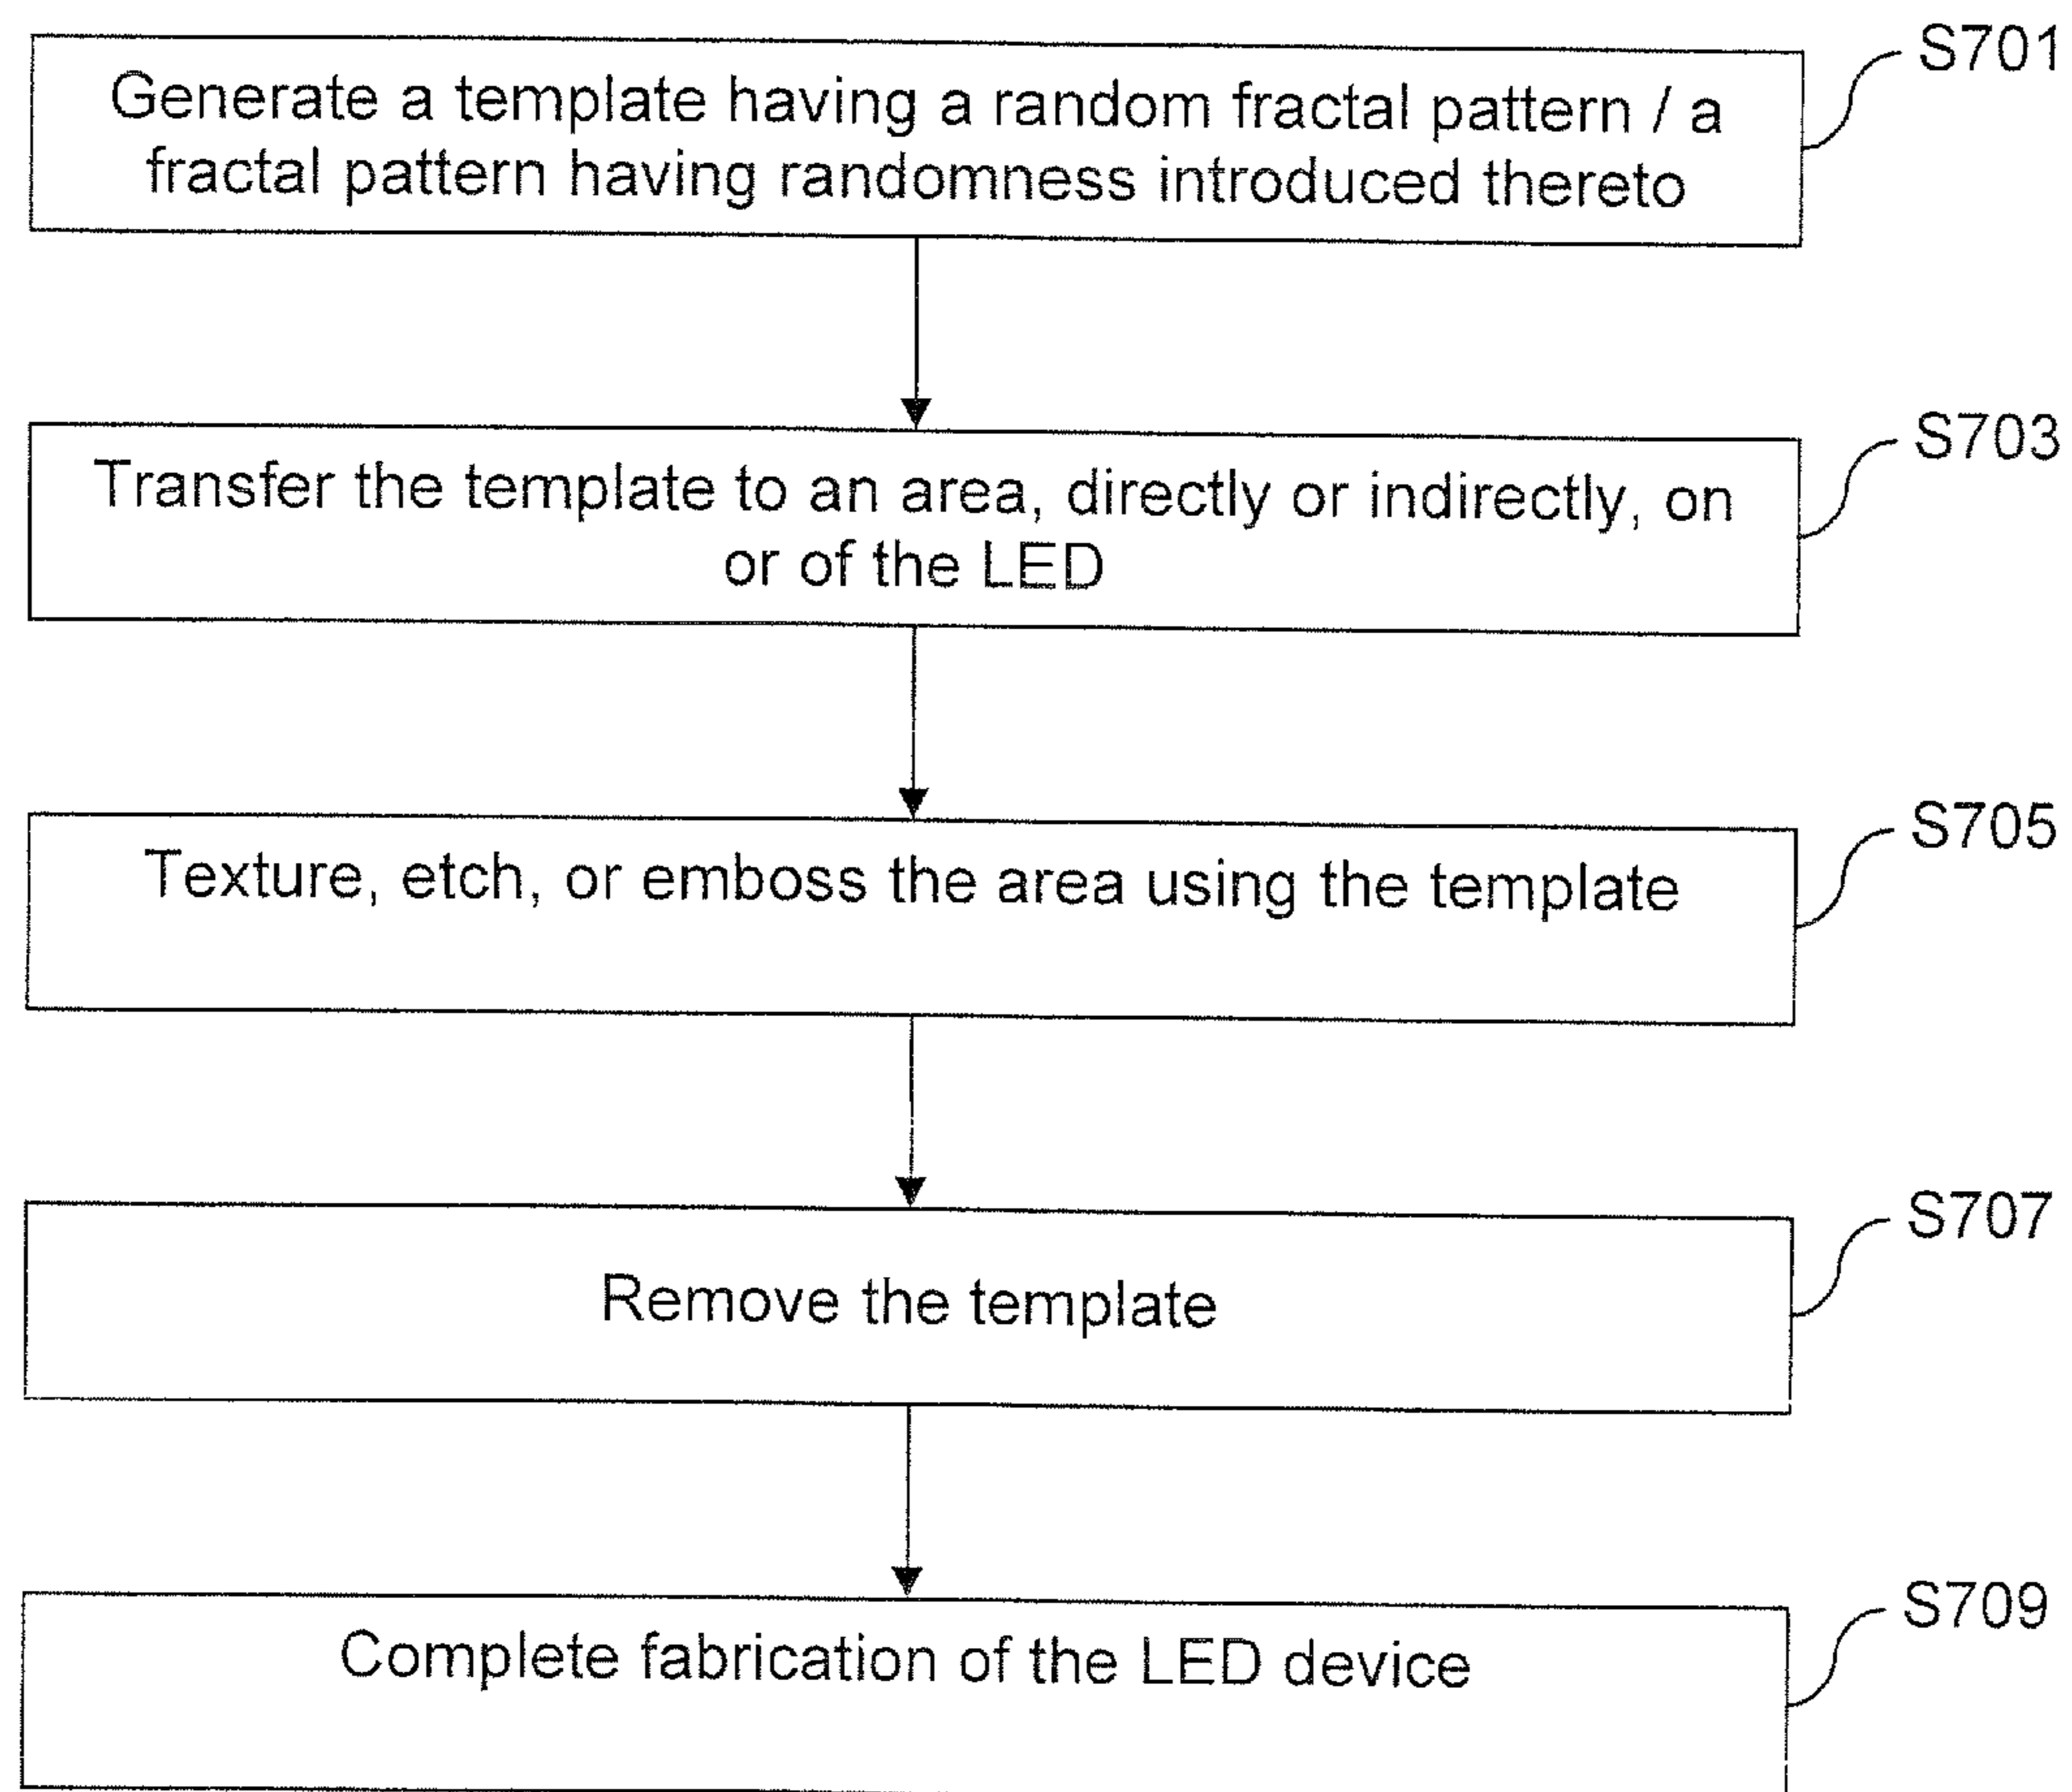 S701
Generate a template having a random fractal pattern / a
fractal pattern having randomness introduced thereto
S703
Transfer the template to an area, directly or indirectly, on
or of the LED
S705
Texture, etch, or emboss the area using the template
S707
Remove the template
S709
Complete fabrication of the LED device